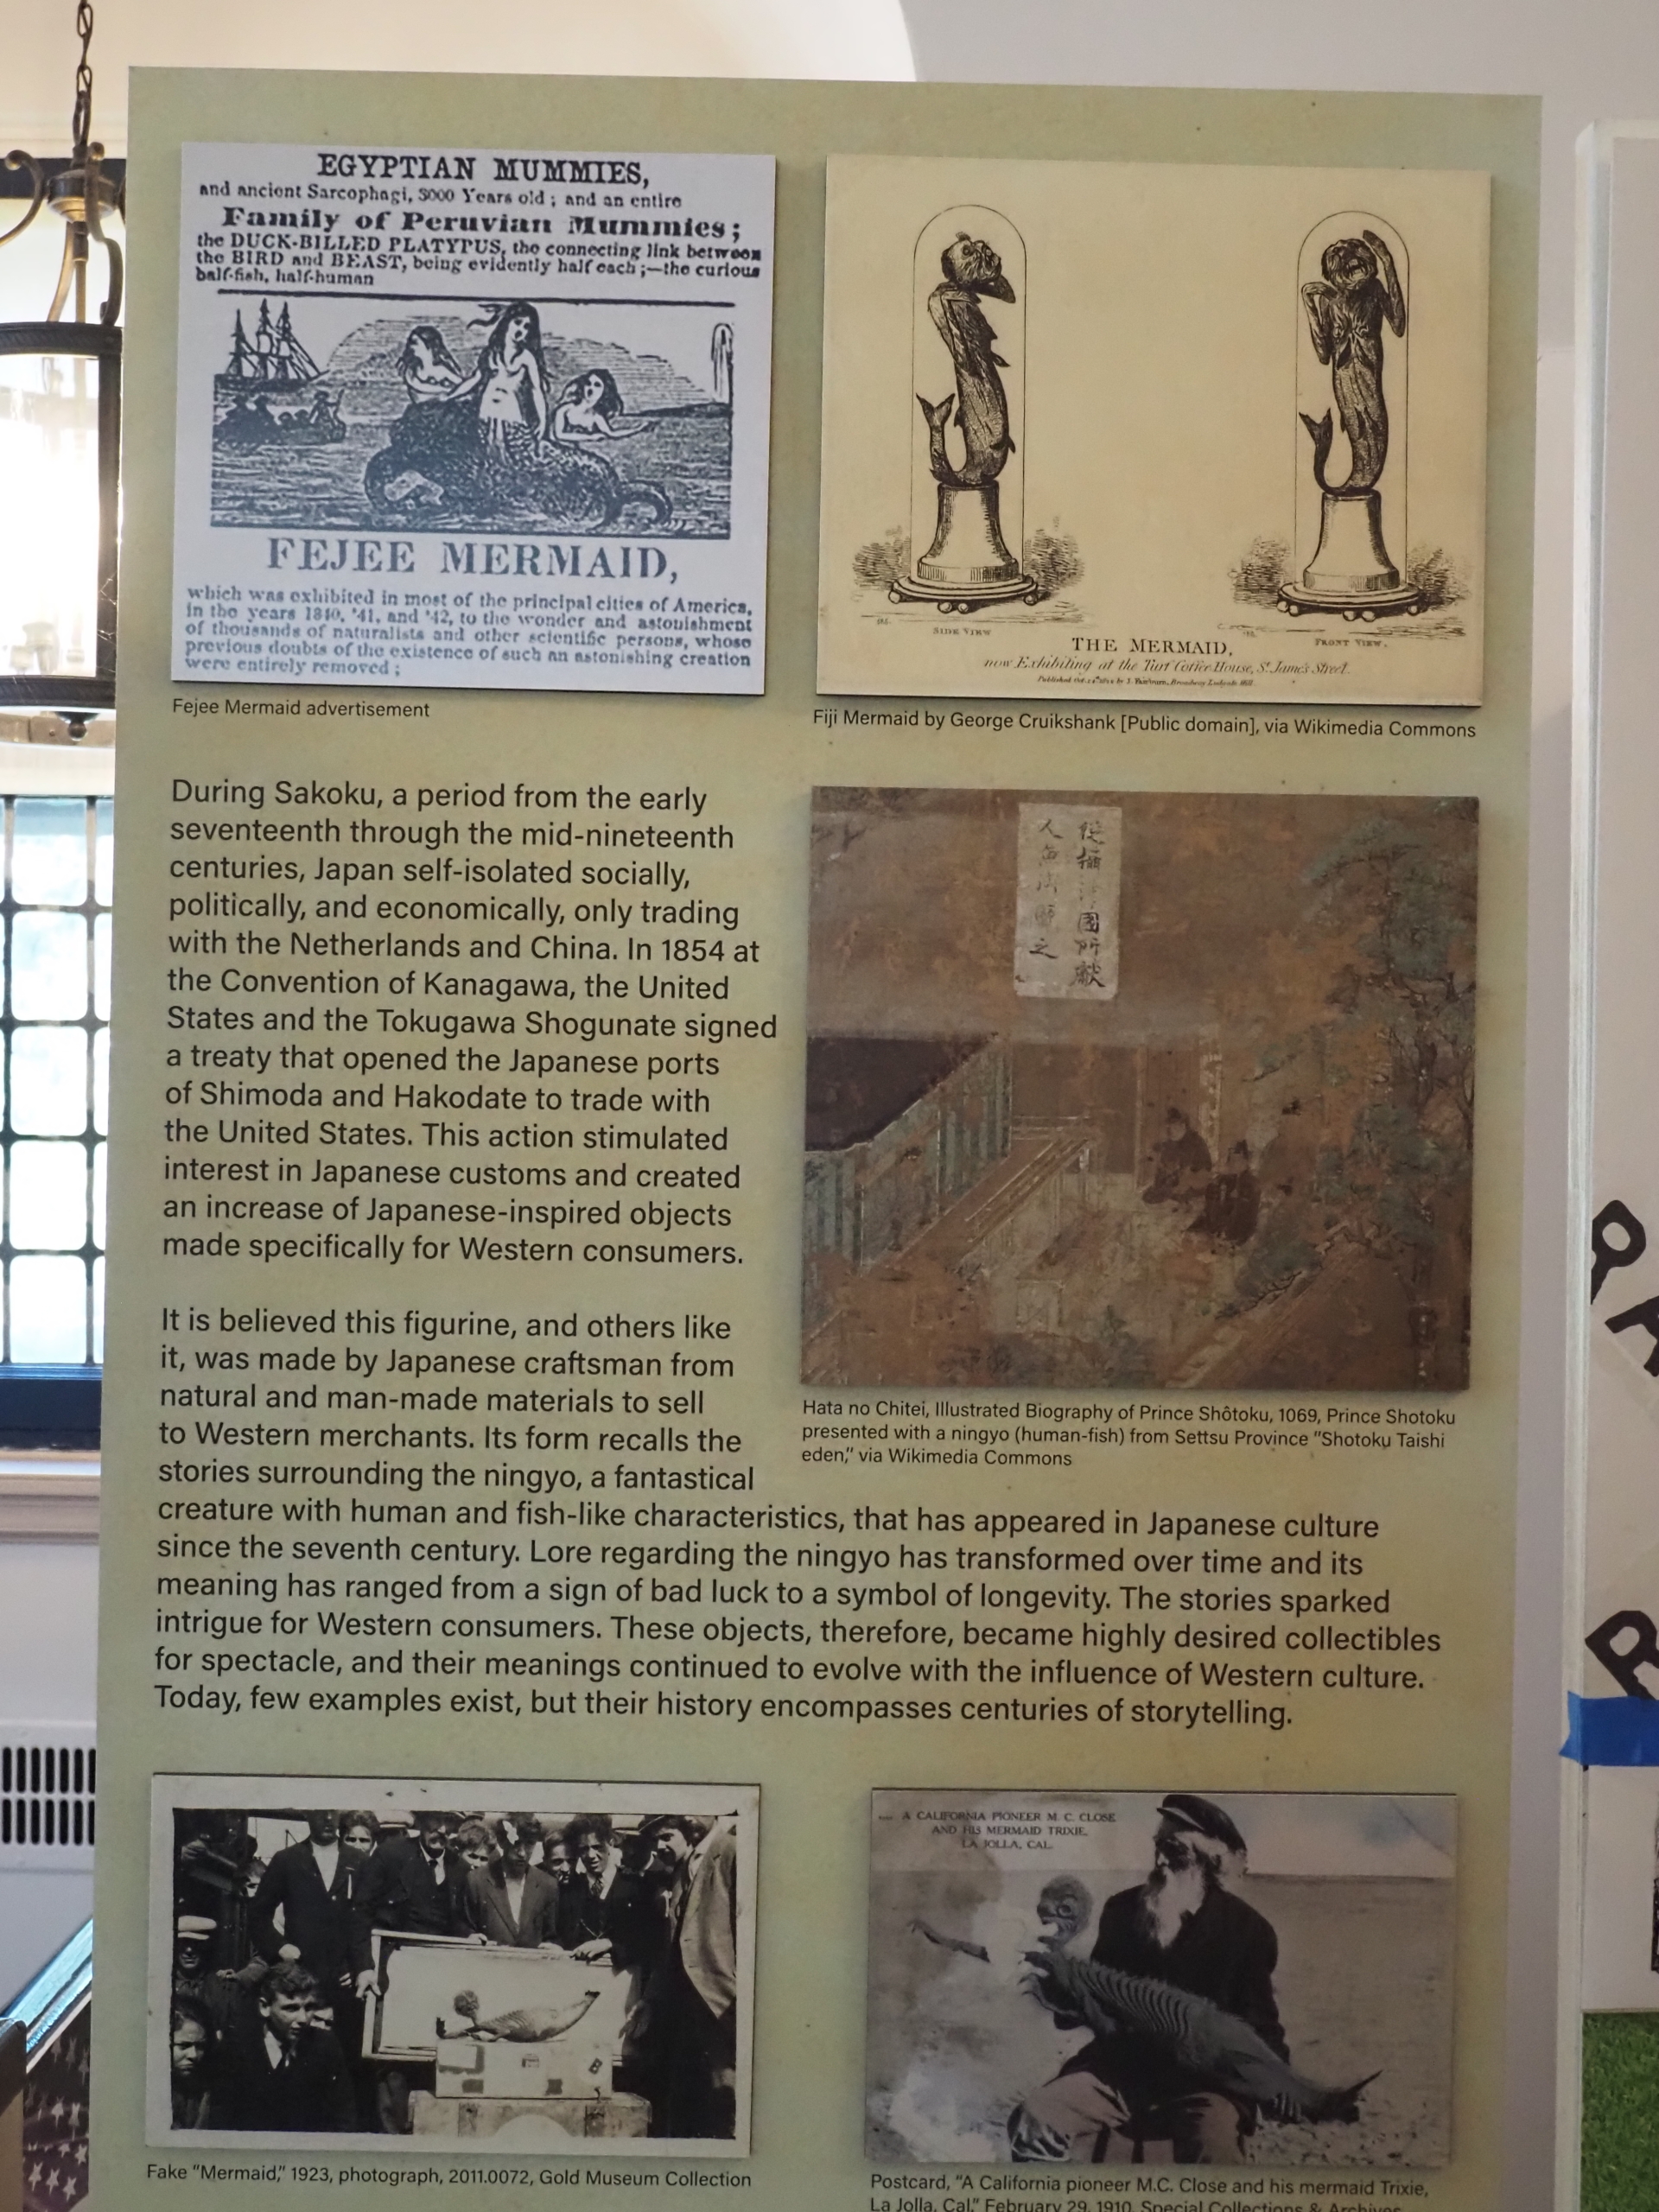 EGYPTIAN MUMMIES,
and ancient Sarcophagi, 3000 Years old; and an entire
Family of Peruvian Mummies;
the DUCK-BILLED PLATYPUS, the connecting link between
the BIRD and BEAST, being evidently half each;—the curious
half-fish, half-human
FEJEE MERMAID,
which was exhibited in most of the principal cities of America,
in the years 1840, '41, and '42, to the wonder and astonishment
of thousands of naturalists and other scientific persons, whose
previous doubts of the existence of such an astonishing creation
were entirely removed;
Fejee Mermaid advertisement
SIDE VIEW
FRONT VIEW.
THE MERMAID,
now Exhibiting at the Turf Coffee House, St. James's Street.
Fiji Mermaid by George Cruikshank [Public domain], via Wikimedia Commons
During Sakoku, a period from the early
seventeenth through the mid-nineteenth
centuries, Japan self-isolated socially,
politically, and economically, only trading
with the Netherlands and China. In 1854 at
the Convention of Kanagawa, the United
States and the Tokugawa Shogunate signed
a treaty that opened the Japanese ports
of Shimoda and Hakodate to trade with
the United States. This action stimulated
interest in Japanese customs and created
an increase of Japanese-inspired objects
made specifically for Western consumers.
國所獻
人魚
之
Hata no Chitei, Illustrated Biography of Prince Shôtoku, 1069, Prince Shotoku
presented with a ningyo (human-fish) from Settsu Province "Shotoku Taishi
eden," via Wikimedia Commons
It is believed this figurine, and others like
it, was made by Japanese craftsman from
natural and man-made materials to sell
to Western merchants. Its form recalls the
stories surrounding the ningyo, a fantastical
creature with human and fish-like characteristics, that has appeared in Japanese culture
since the seventh century. Lore regarding the ningyo has transformed over time and its
meaning has ranged from a sign of bad luck to a symbol of longevity. The stories sparked
intrigue for Western consumers. These objects, therefore, became highly desired collectibles
for spectacle, and their meanings continued to evolve with the influence of Western culture.
Today, few examples exist, but their history encompasses centuries of storytelling.
Fake "Mermaid," 1923, photograph, 2011.0072, Gold Museum Collection
A CALIFORNIA PIONEER M. C. CLOSE
AND HIS MERMAID TRIXIE,
LA JOLLA, CAL.
Postcard, "A California pioneer M.C. Close and his mermaid Trixie,
La Jolla, Cal." February 29, 1910, Special Collections & Archives